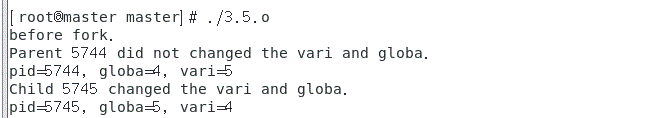 [root@master master]# ./3.5.o
before fork.
Parent 5744 did not changed the vari and globa.
pid=5744, globa=4, vari=5
Child 5745 changed the vari and globa.
pid=5745, globa=5, vari=4